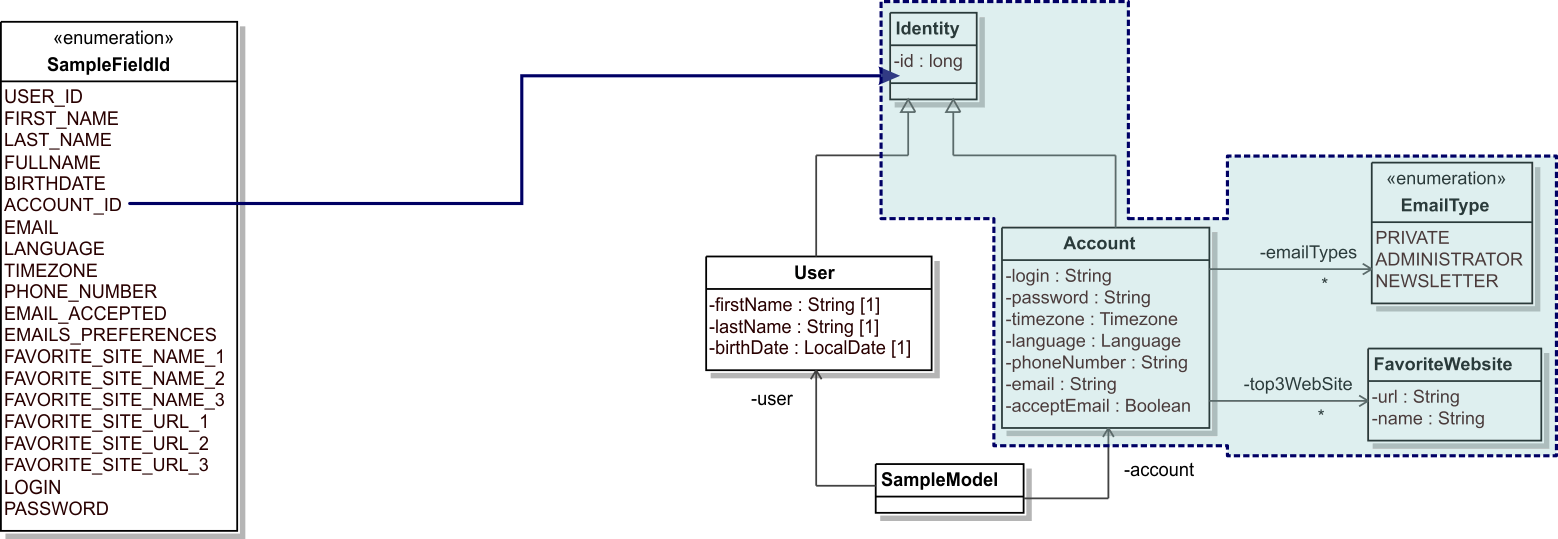 «enumeration»
SampleFieldId
USER_ID
FIRST_NAME
LAST_NAME
FULLNAME
BIRTHDATE
ACCOUNT_ID
EMAIL
LANGUAGE
TIMEZONE
PHONE_NUMBER
EMAIL_ACCEPTED
EMAILS_PREFERENCES
FAVORITE_SITE_NAME_1
FAVORITE_SITE_NAME_2
FAVORITE_SITE_NAME_3
FAVORITE_SITE_URL_1
FAVORITE_SITE_URL_2
FAVORITE_SITE_URL_3
LOGIN
PASSWORD
Identity
-id : long
User
-firstName : String [1]
-lastName : String [1]
-birthDate : LocalDate [1]
-user
SampleModel
-account
Account
-login : String
-password : String
-timezone : Timezone
-language : Language
-phoneNumber : String
-email : String
-acceptEmail : Boolean
-emailTypes
*
«enumeration»
EmailType
PRIVATE
ADMINISTRATOR
NEWSLETTER
-top3WebSite
*
FavoriteWebsite
-url : String
-name : String